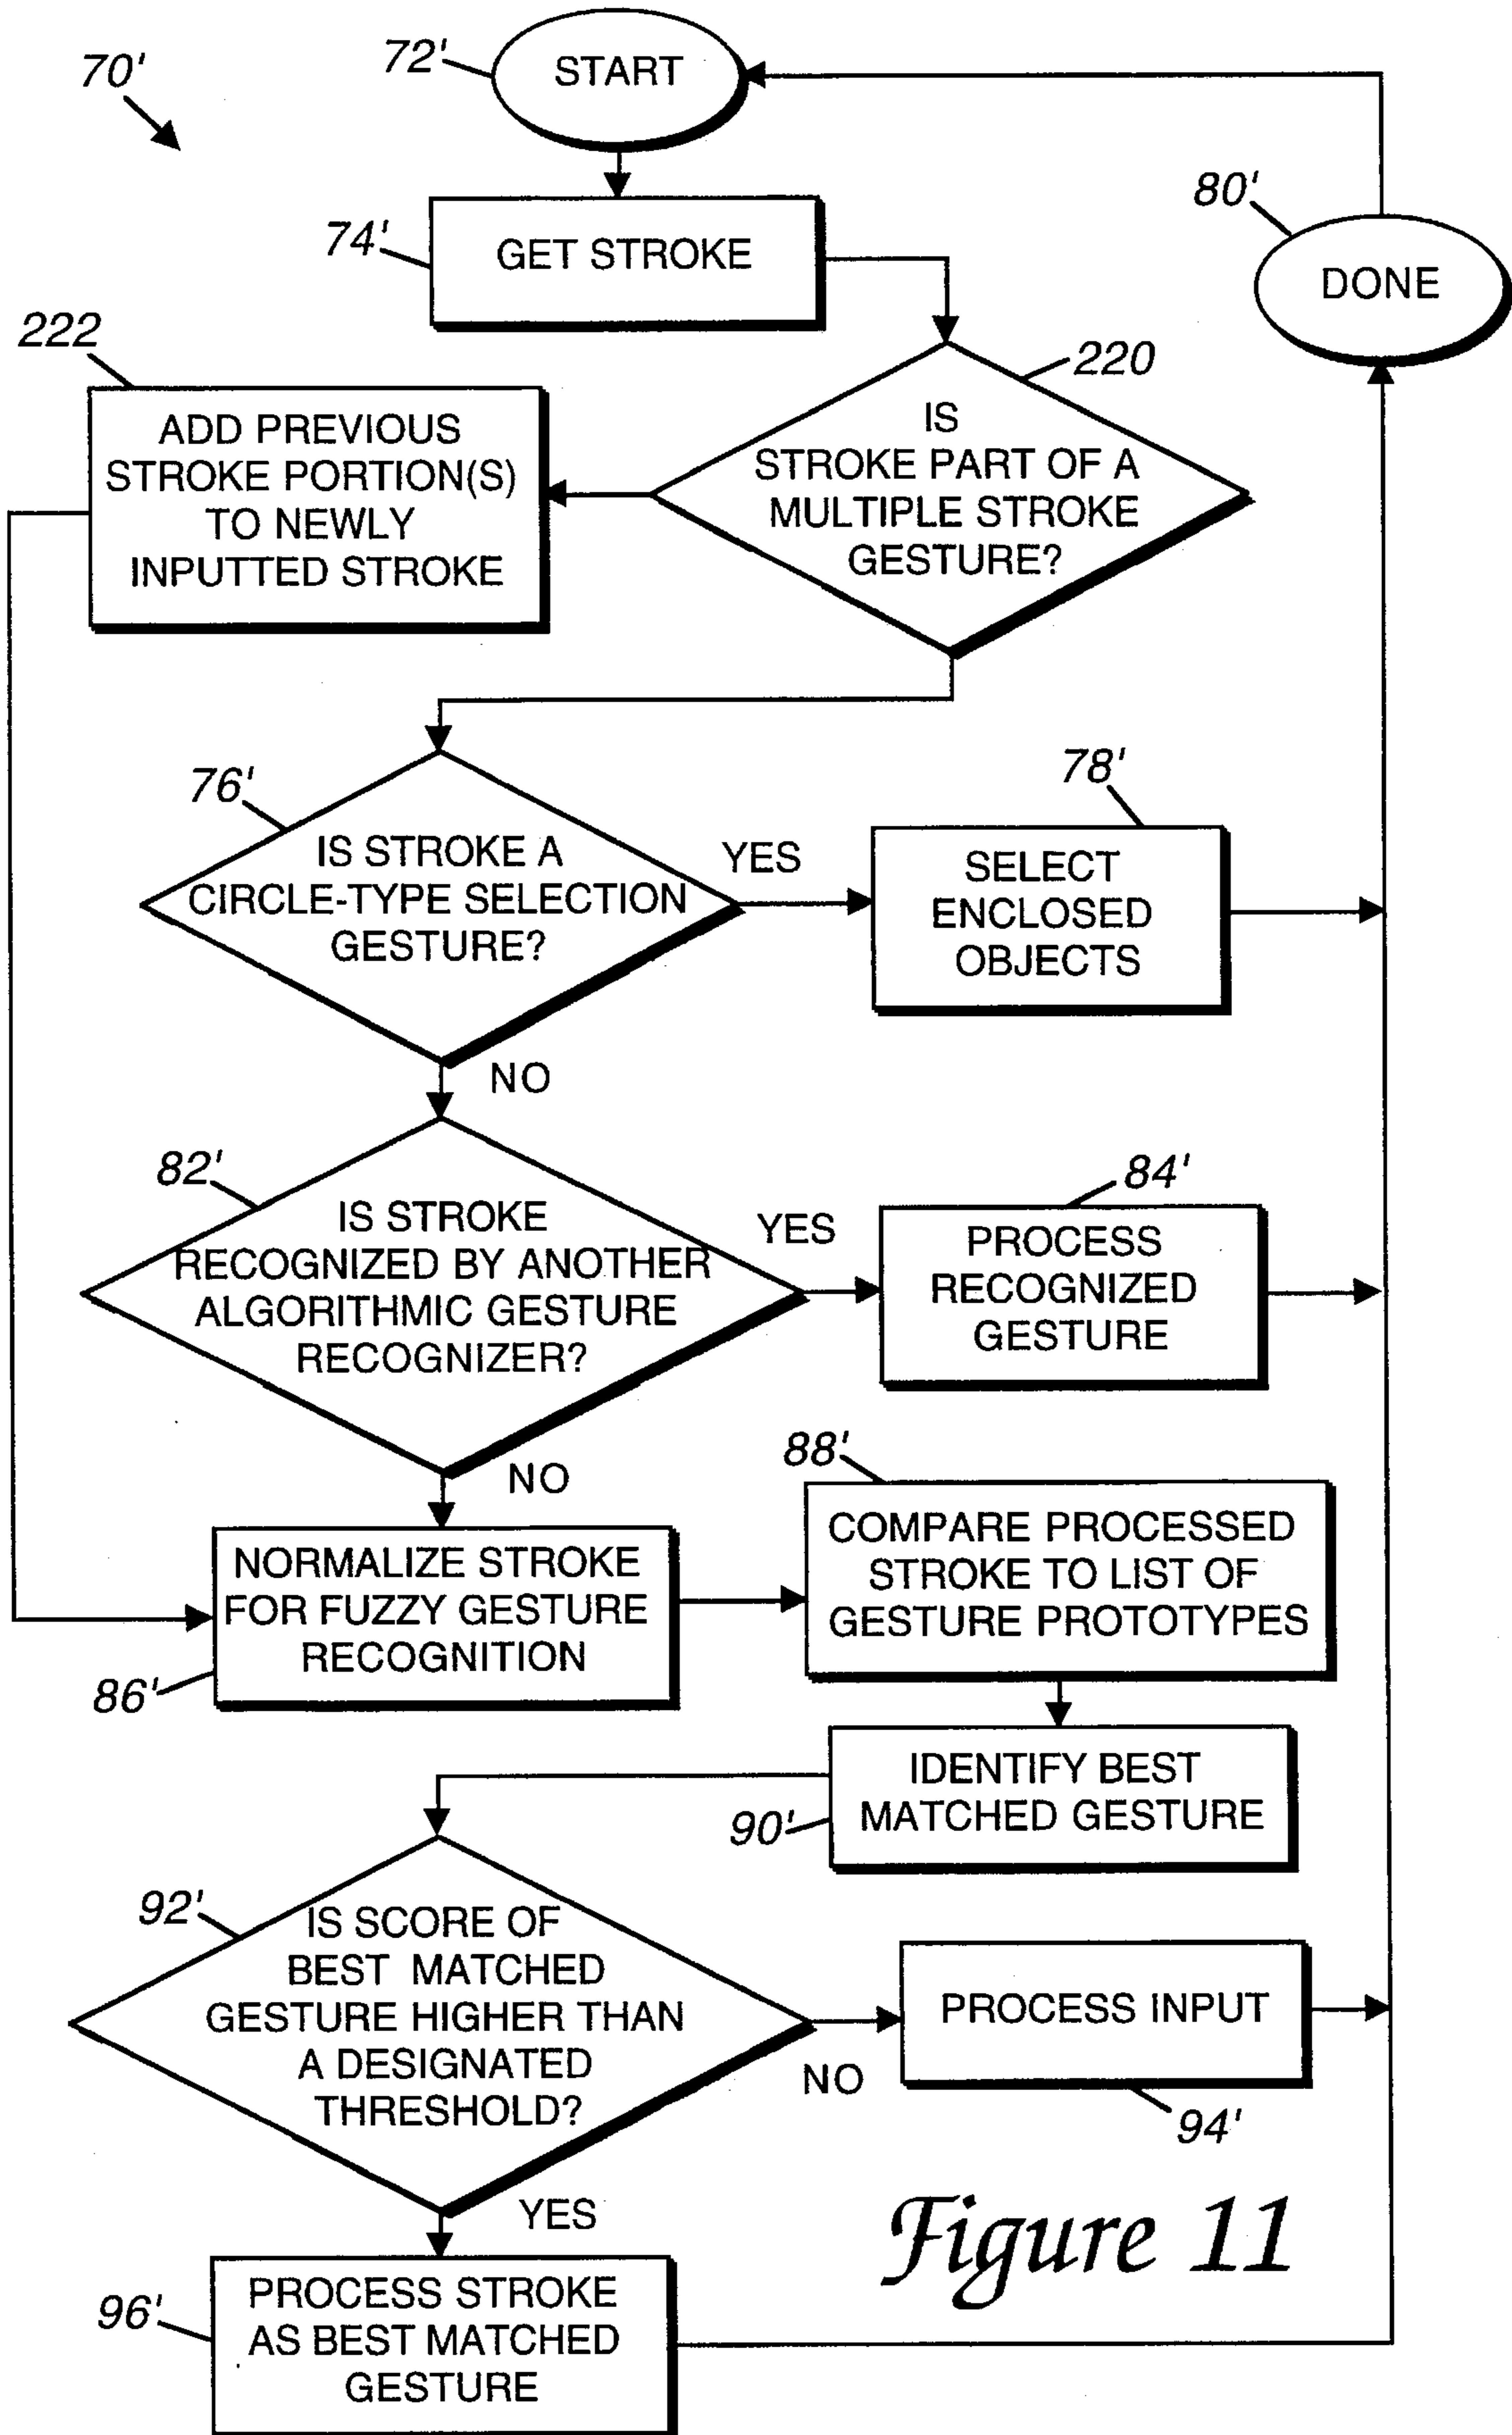 70'
72'
START
80'
DONE
74'
GET STROKE
222
ADD PREVIOUS
STROKE PORTION(S)
TO NEWLY
INPUTTED STROKE
220
IS
STROKE PART OF A
MULTIPLE STROKE
GESTURE?
76'
IS STROKE A
CIRCLE-TYPE SELECTION
GESTURE?
YES
NO
78'
SELECT
ENCLOSED
OBJECTS
82'
IS STROKE
RECOGNIZED BY ANOTHER
ALGORITHMIC GESTURE
RECOGNIZER?
YES
NO
84'
PROCESS
RECOGNIZED
GESTURE
86'
NORMALIZE STROKE
FOR FUZZY GESTURE
RECOGNITION
88'
COMPARE PROCESSED
STROKE TO LIST OF
GESTURE PROTOTYPES
90'
IDENTIFY BEST
MATCHED GESTURE
92'
IS SCORE OF
BEST MATCHED
GESTURE HIGHER THAN
A DESIGNATED
THRESHOLD?
NO
YES
PROCESS INPUT
94'
96'
PROCESS STROKE
AS BEST MATCHED
GESTURE
Figure 11